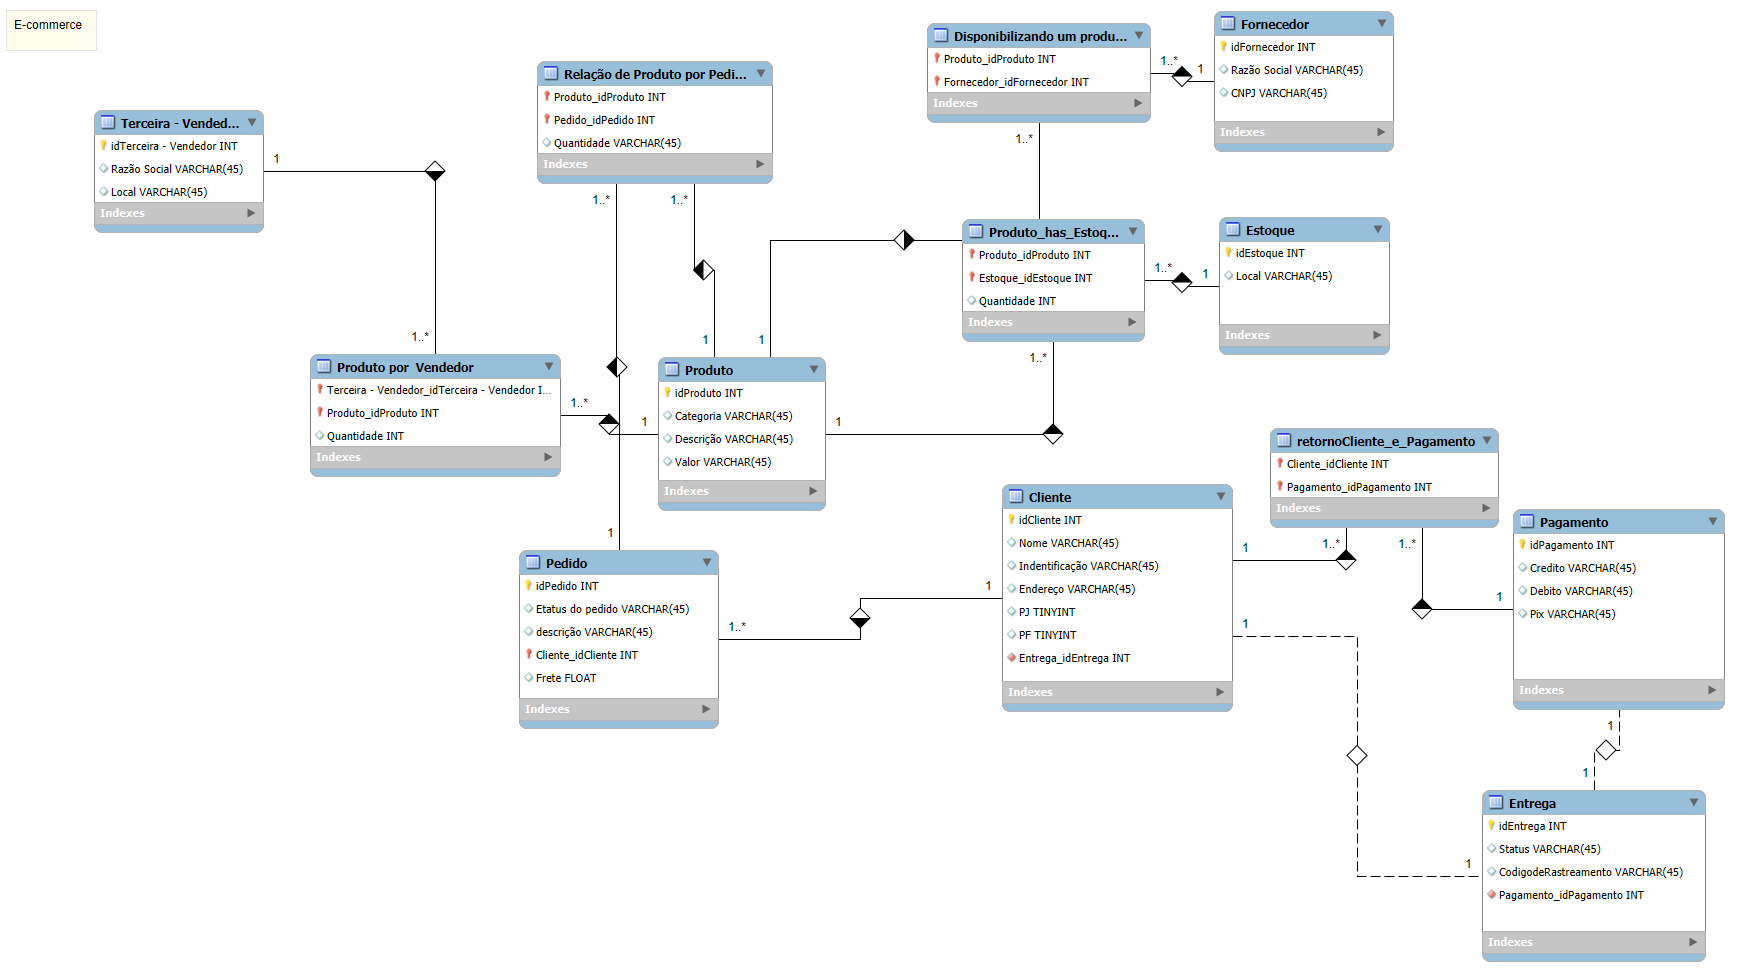 E-commerce
Terceira - Vended...
idTerceira - Vendedor INT
Razão Social VARCHAR(45)
Local VARCHAR(45)
Indexes
Relação de Produto por Pedi...
Produto_idProduto INT
Pedido_idPedido INT
Quantidade VARCHAR(45)
Indexes
Disponibilizando um produ...
Produto_idProduto INT
Fornecedor_idFornecedor INT
Indexes
Fornecedor
idFornecedor INT
Razão Social VARCHAR(45)
CNPJ VARCHAR(45)
Indexes
1..*
1
1..*
1
1..*
1..*
Produto_has_Estoq...
Produto_idProduto INT
Estoque_idEstoque INT
Quantidade INT
Indexes
Estoque
idEstoque INT
Local VARCHAR(45)
Indexes
1..*
1
1..*
1
1
1..*
Produto por  Vendedor
Terceira - Vendedor_idTerceira - Vendedor I...
Produto_idProduto INT
Quantidade INT
Indexes
1..*
1
Produto
idProduto INT
Categoria VARCHAR(45)
Descrição VARCHAR(45)
Valor VARCHAR(45)
Indexes
1
1
Pedido
idPedido INT
Etatus do pedido VARCHAR(45)
descrição VARCHAR(45)
Cliente_idCliente INT
Frete FLOAT
Indexes
1..*
1
Cliente
idCliente INT
Nome VARCHAR(45)
Indentificação VARCHAR(45)
Endereço VARCHAR(45)
PJ TINYINT
PF TINYINT
Entrega_idEntrega INT
Indexes
retornoCliente_e_Pagamento
Cliente_idCliente INT
Pagamento_idPagamento INT
Indexes
1
1..*
1..*
1
1
Pagamento
idPagamento INT
Credito VARCHAR(45)
Debito VARCHAR(45)
Pix VARCHAR(45)
Indexes
1
1
1
Entrega
idEntrega INT
Status VARCHAR(45)
CodigodeRastreamento VARCHAR(45)
Pagamento_idPagamento INT
Indexes